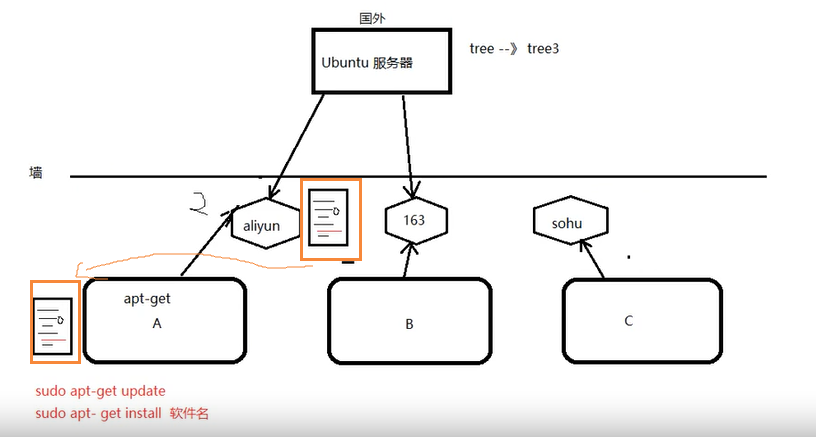 国外
Ubuntu 服务器
tree --》 tree3
墙
2
aliyun
163
sohu
apt-get
A
B
C
sudo apt-get update
sudo apt- get install 软件名